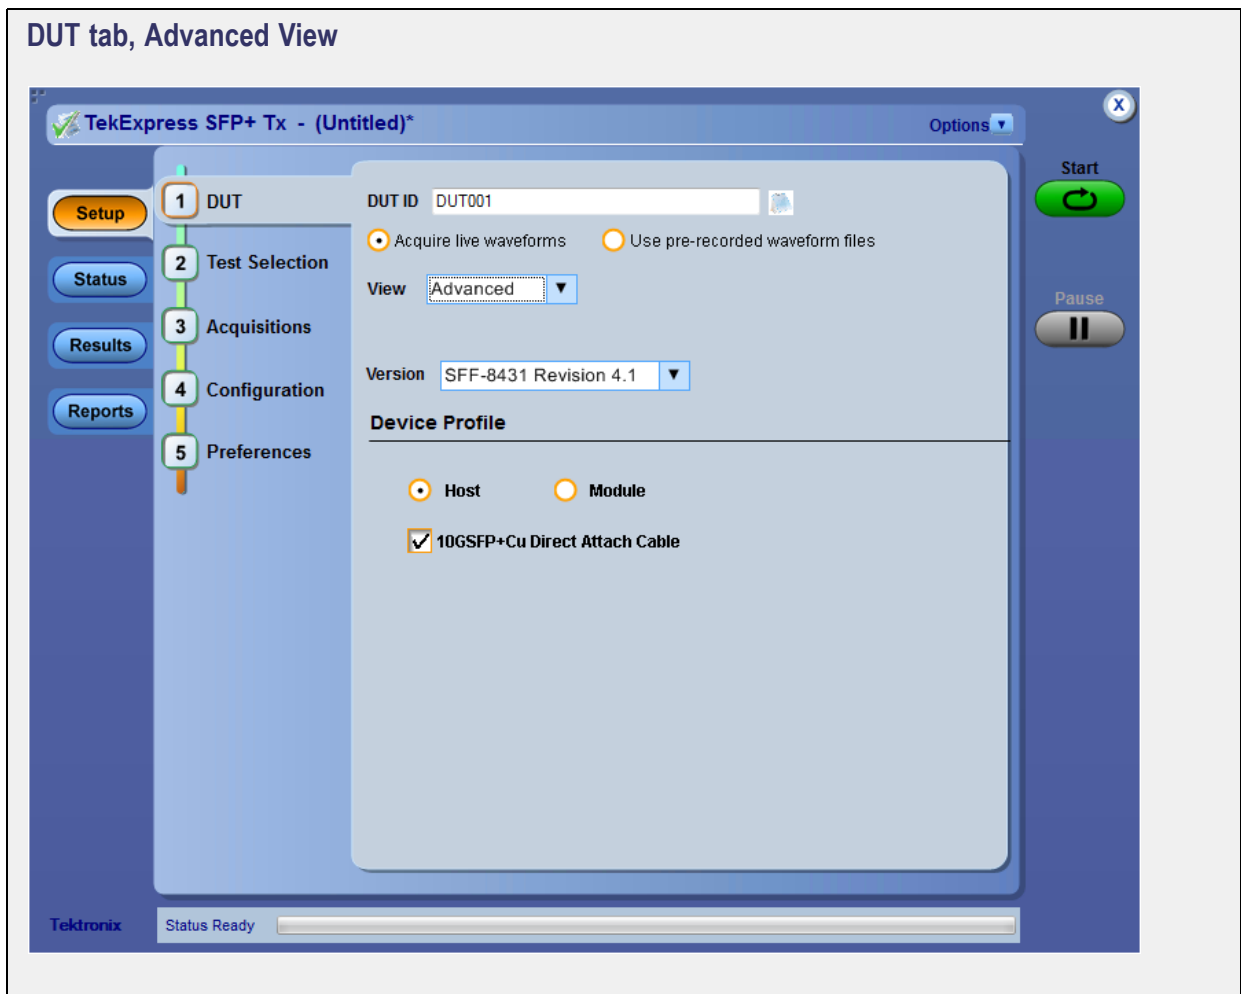 DUT tab, Advanced View
X
TekExpress SFP+ Tx - (Untitled)*
Options
Start
Setup
1 DUT
DUT ID DUT001
Acquire live waveforms Use pre-recorded waveform files
2 Test Selection
Status
View Advanced
Pause
3 Acquisitions
Results
Version SFF-8431 Revision 4.1
4 Configuration
Reports
Device Profile
5 Preferences
Host Module
10GSFP+Cu Direct Attach Cable
Tektronix
Status Ready